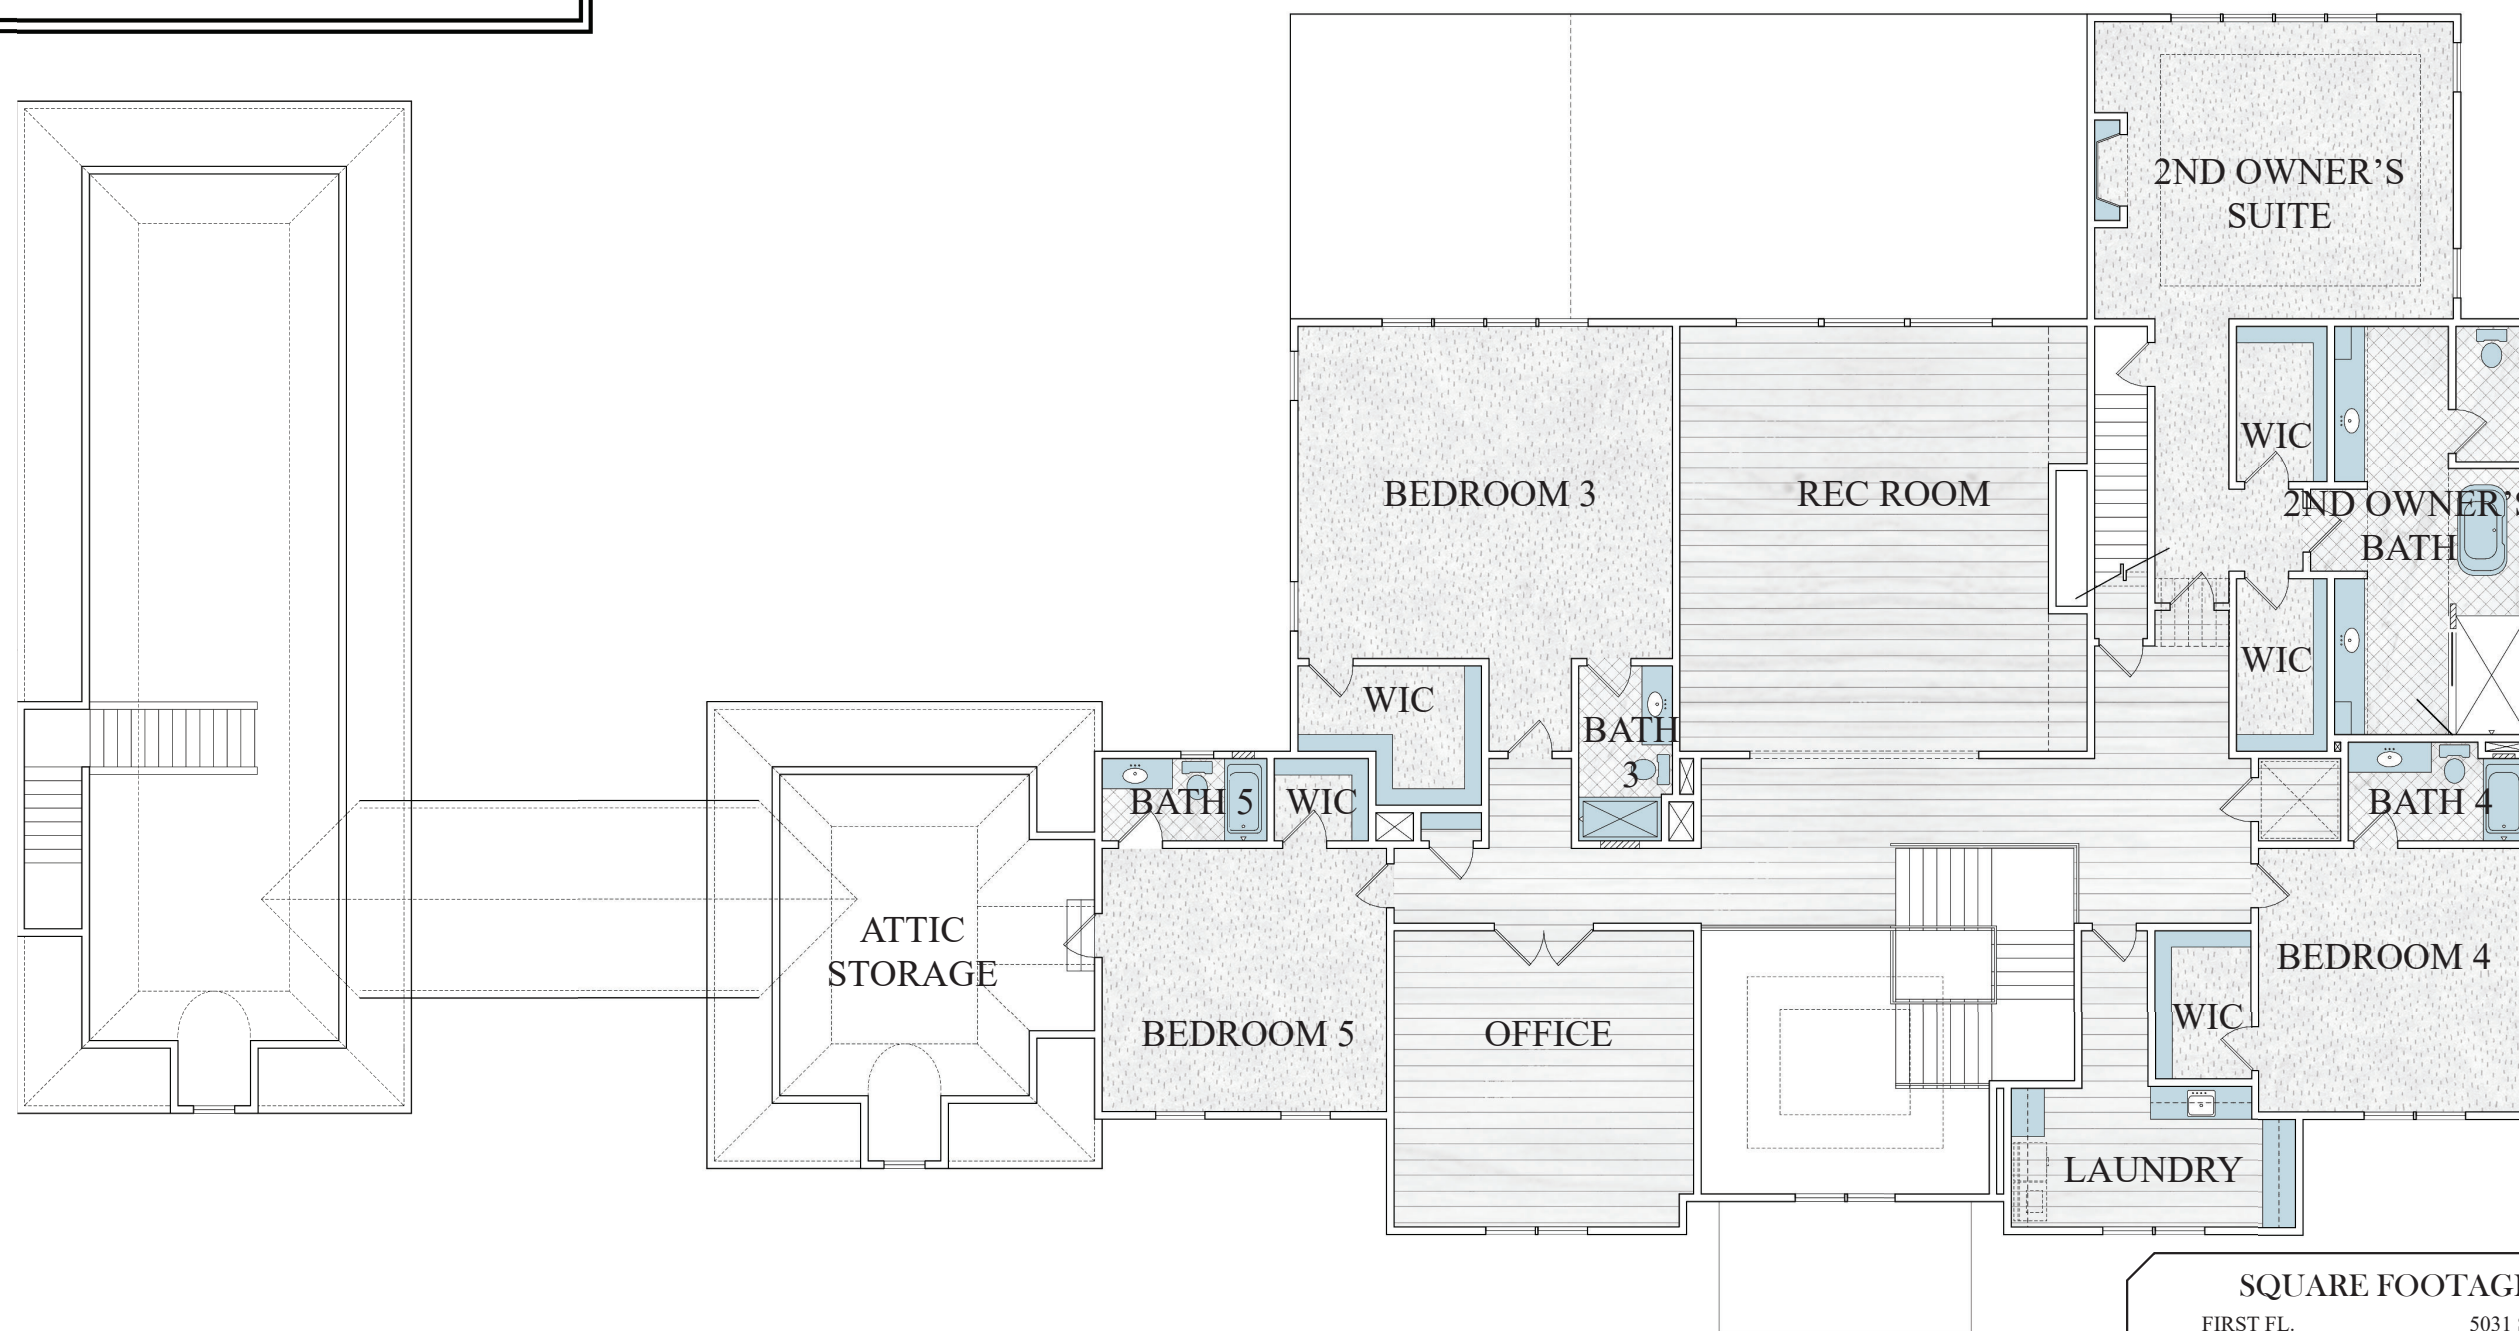 2ND OWNER’S
SUITE
WIC
BEDROOM 3
REC ROOM
2ND OWNER’S
BATH
WIC
WIC
BATH
3
BATH 5
WIC
BATH 4
ATTIC
STORAGE
BEDROOM 5
OFFICE
BEDROOM 4
WIC
LAUNDRY
SQUARE FOOTAGE
FIRST FL. 5031